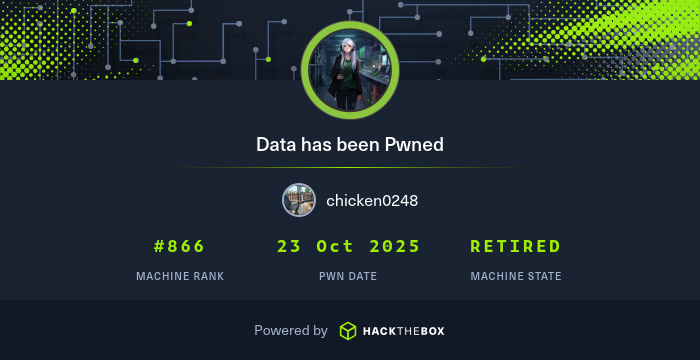 Data has been Pwned
chicken0248
#866 23 Oct 2025 RETIRED
MACHINE RANK PWN DATE MACHINE STATE
Powered by HACKTHEBOX